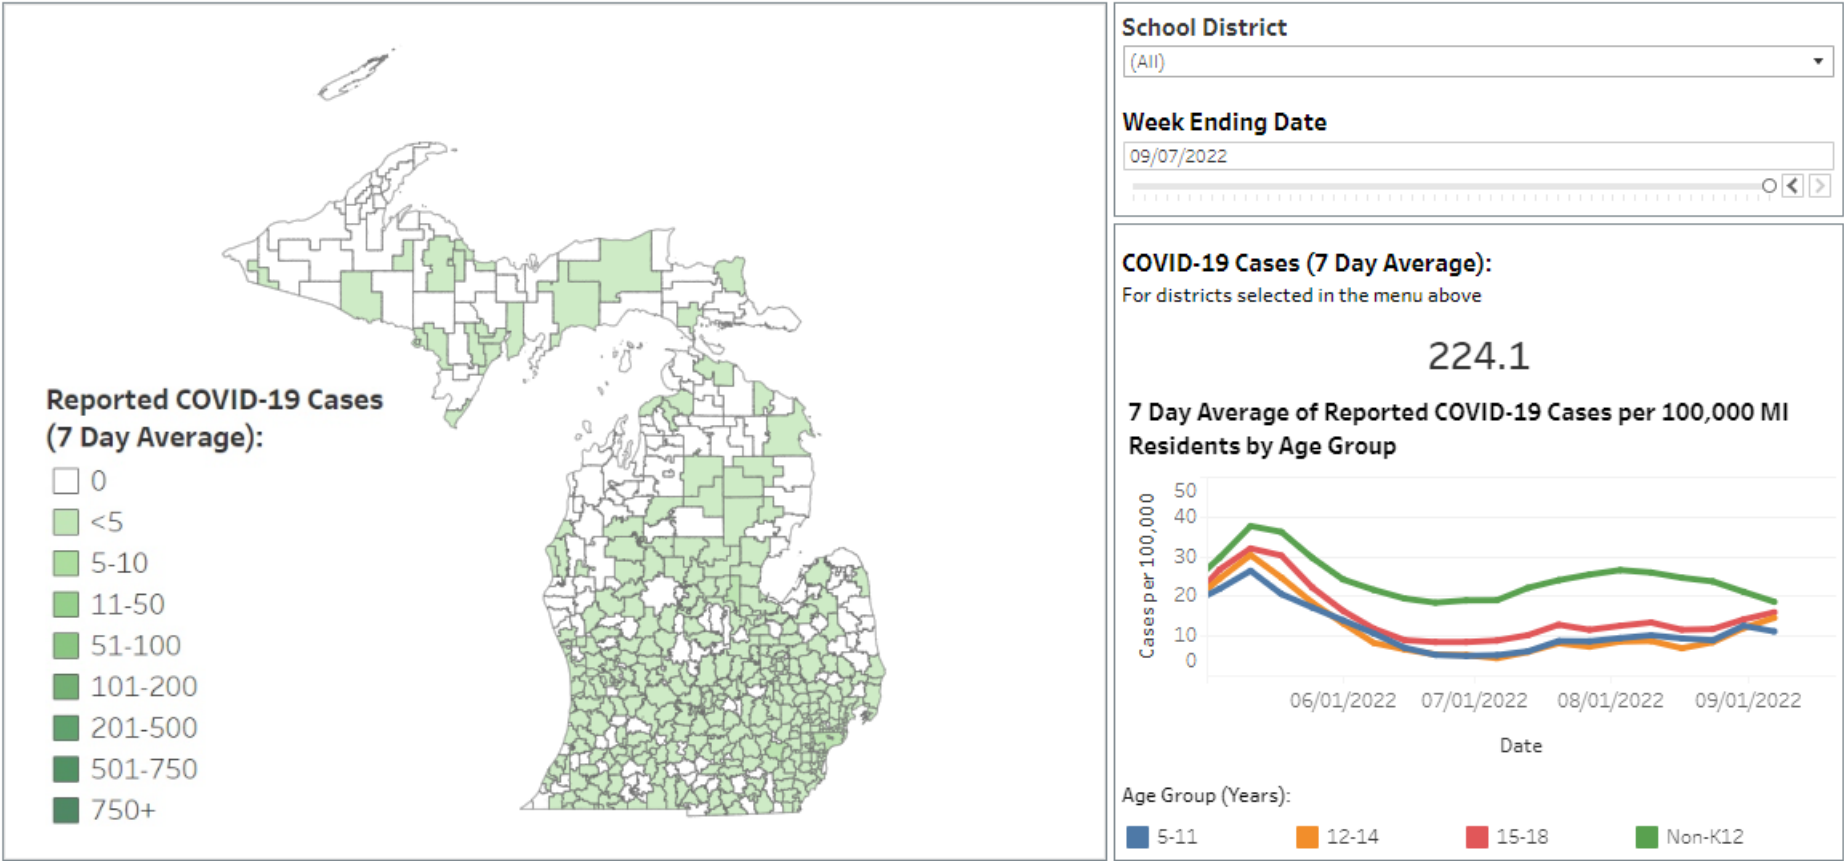 Reported COVID-19 Cases
(7 Day Average):
0
<5
5-10
11-50
51-100
101-200
201-500
501-750
750+
School District
(All)
Week Ending Date
09/07/2022
COVID-19 Cases (7 Day Average):
For districts selected in the menu above
224.1
7 Day Average of Reported COVID-19 Cases per 100,000 MI
Residents by Age Group
Cases per 100,000
50
40
30
20
10
0
06/01/2022 07/01/2022 08/01/2022 09/01/2022
Date
Age Group (Years):
5-11 12-14 15-18 Non-K12